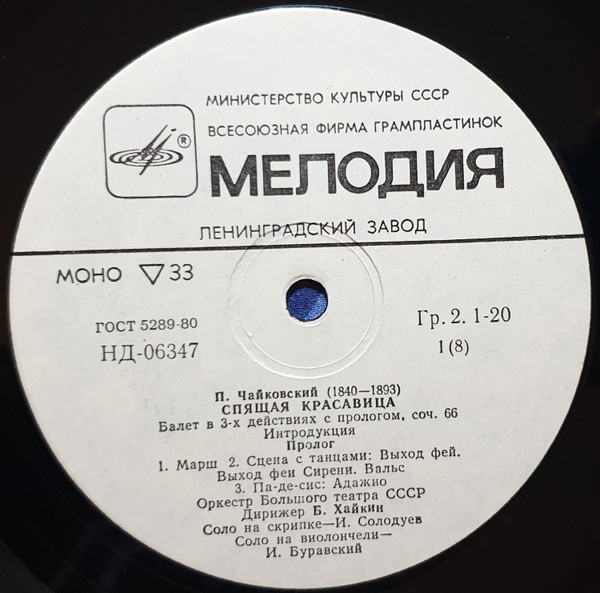 МИНИСТЕРСТВО КУЛЬТУРЫ СССР
ВСЕСОЮЗНАЯ ФИРМА ГРАМПЛАСТИНОК
®
МЕЛОДИЯ
ЛЕНИНГРАДСКИЙ ЗАВОД
МОНО ▽ 33
ГОСТ 5289-80
Гр. 2. 1-20
НД-06347
1 (8)
П. Чайковский (1840—1893)
СПЯЩАЯ КРАСАВИЦА
Балет в 3-х действиях с прологом, соч. 66
Интродукция
Пролог
1. Марш 2. Сцена с танцами: Выход фей.
Выход феи Сирени. Вальс
3. Па-де-сис: Адажио
Оркестр Большого театра СССР
Дирижер Б. Хайкин
Соло на скрипке—И. Солодуев
Соло на виолончели—
И. Буравский